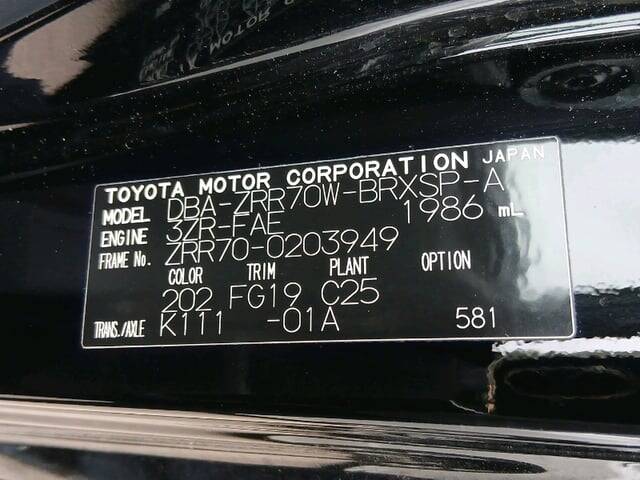 TOYOTA MOTOR CORPORATION JAPAN
MODEL DBA-ZRR70W-BRXSP-A
ENGINE 3ZR-FAE 1986 mL
FRAME No. ZRR70-0203949
COLOR TRIM PLANT OPTION
202 FG19 C25
TRANS./AXLE K111 -01A 581